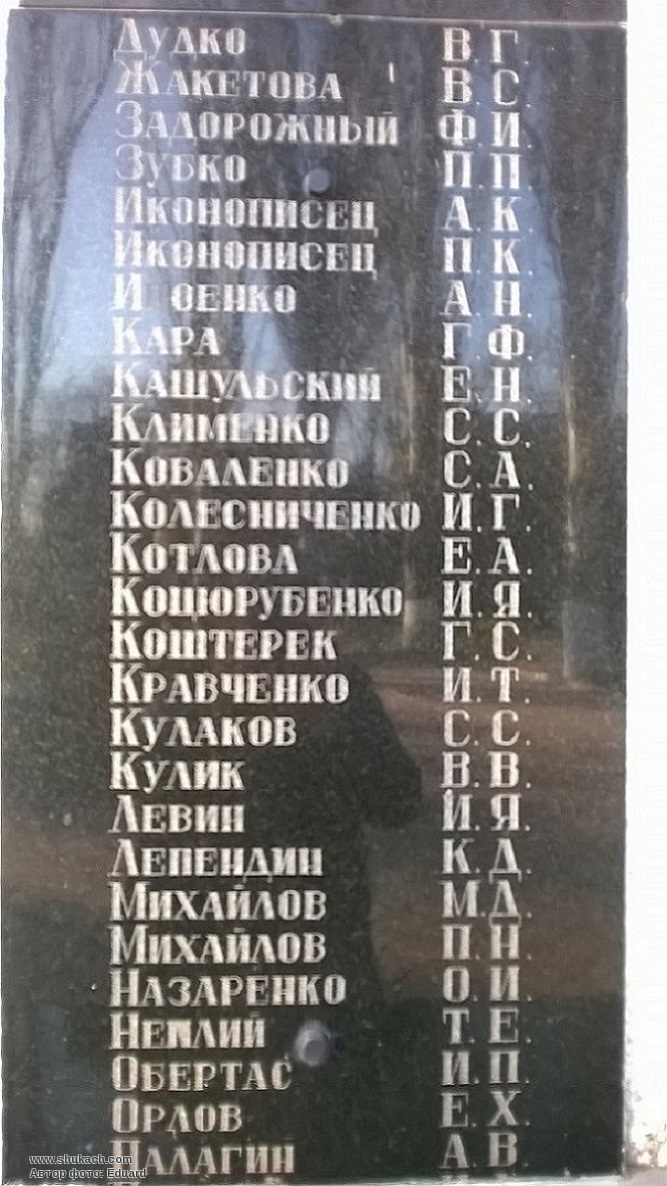 Дудко В. Г.
Жакетова В. С.
Задорожный Ф. И.
Зубко П. П.
Иконописец А. К.
Иконописец П. К.
А. Н.
Кара Г. Ф.
Кашульский Е. Н.
Клименко С. С.
Коваленко С. А.
Колесниченко И. Г.
Котлова Е. А.
Коцюрубенко И. Я.
Коштерек Г. С.
Кравченко И. Т.
Кулаков С. С.
Кулик В. В.
Левин И. Я.
Лепендин К. Д.
Михайлов М. Д.
Михайлов П. Н.
Назаренко О. И.
Т. Е.
Обертас И. П.
Орлов Е. Х.
Палагин А. В.
www.shukach.com
Автор фото: Eduard